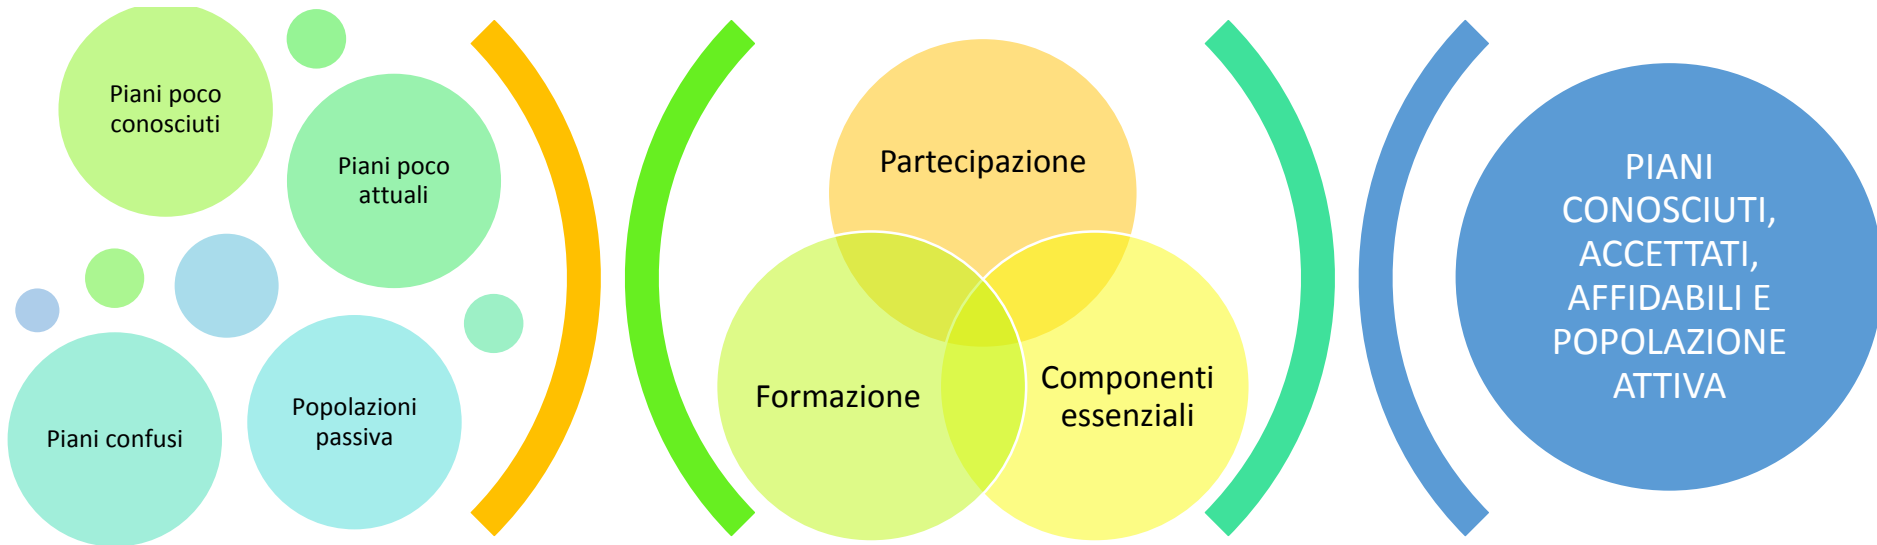 Piani poco
conosciuti
Piani poco
attuali
Piani confusi
Popolazioni
passiva
Partecipazione
Formazione
Componenti
essenziali
PIANI
CONOSCIUTI,
ACCETTATI,
AFFIDABILI E
POPOLAZIONE
ATTIVA